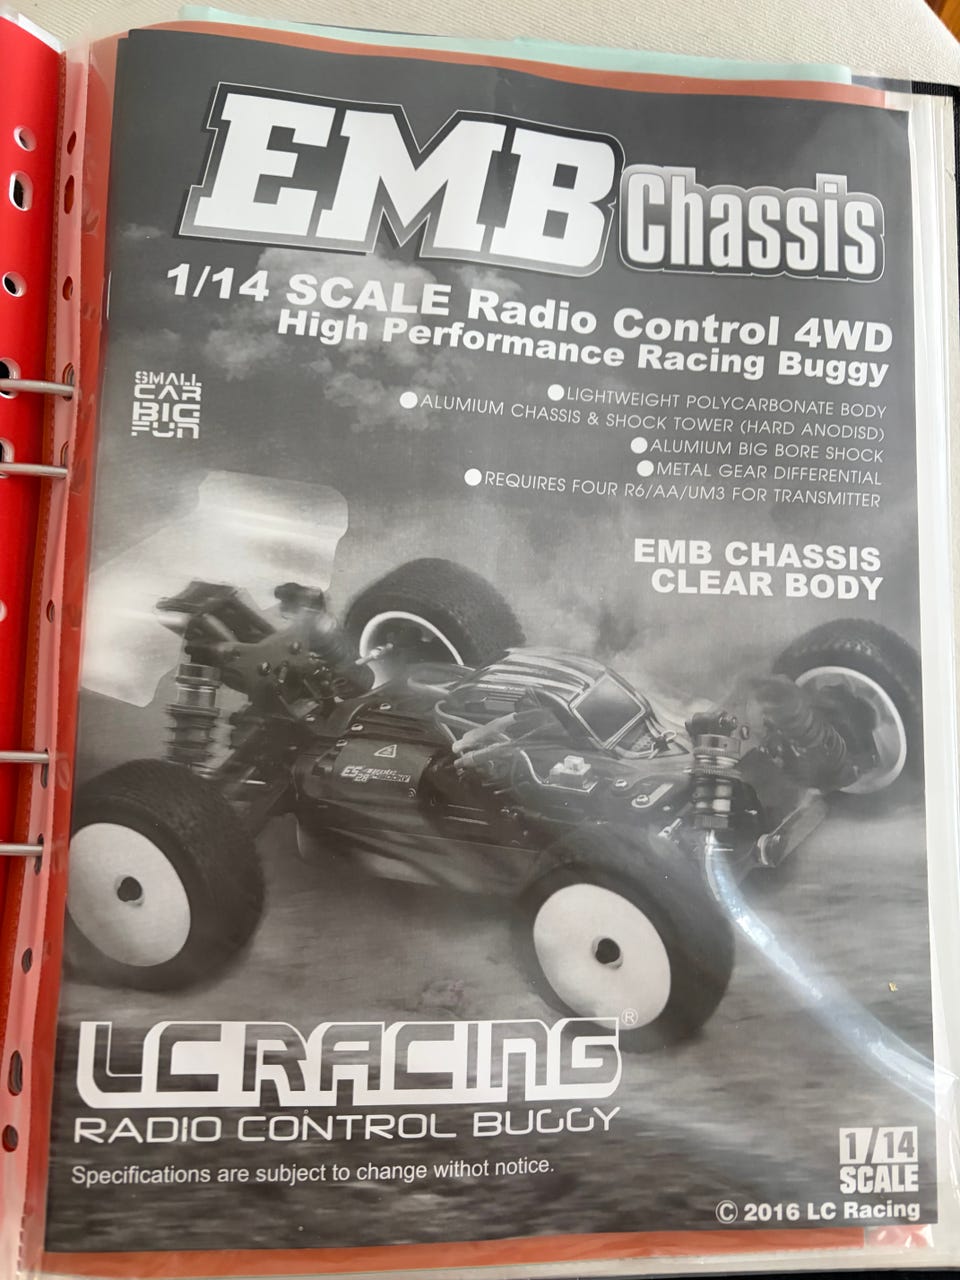 EMB Chassis
1/14 SCALE Radio Control 4WD
High Performance Racing Buggy
SMALL
CAR
BIG
FUN
●LIGHTWEIGHT POLYCARBONATE BODY
●ALUMIUM CHASSIS & SHOCK TOWER (HARD ANODISD)
●ALUMIUM BIG BORE SHOCK
●METAL GEAR DIFFERENTIAL
●REQUIRES FOUR R6/AA/UM3 FOR TRANSMITTER
EMB CHASSIS
CLEAR BODY
LC RACING®
RADIO CONTROL BUGGY
Specifications are subject to change withot notice.
1/14
SCALE
© 2016 LC Racing